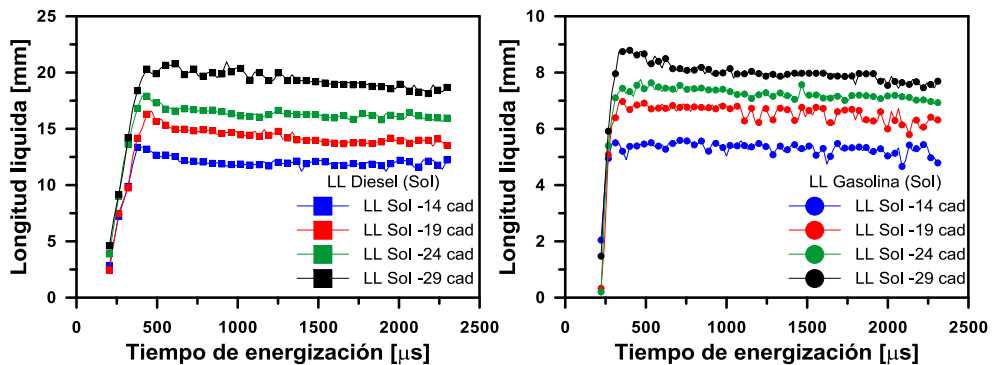 25
20
15
10
5
0
Longitud liquida [mm]
0
500
1000
1500
2000
2500
Tiempo de energización [μs]
LL Diesel (Sol)
LL Sol -14 cad
LL Sol -19 cad
LL Sol -24 cad
LL Sol -29 cad
10
8
6
4
2
0
Longitud liquida [mm]
0
500
1000
1500
2000
2500
Tiempo de energización [μs]
LL Gasolina (Sol)
LL Sol -14 cad
LL Sol -19 cad
LL Sol -24 cad
LL Sol -29 cad